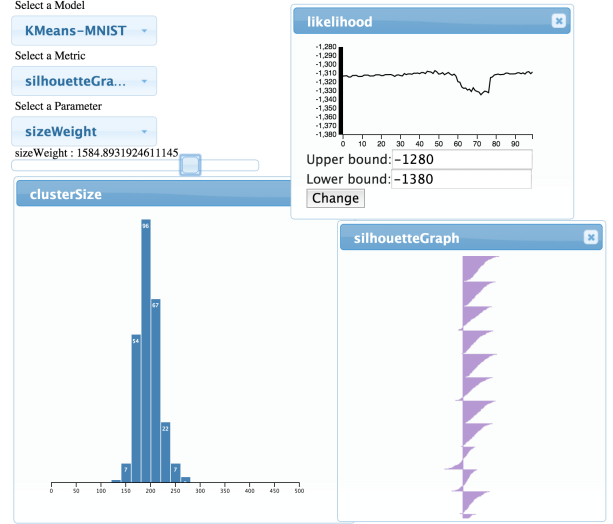 Select a Model
KMeans-MNIST
Select a Metric
silhouetteGra...
Select a Parameter
sizeWeight
sizeWeight : 1584.8931924611145
clusterSize
96
67
54
22
7
7
0 50 100 150 200 250 300 350 400 450 500
likelihood
-1,280
-1,290
-1,300
-1,310
-1,320
-1,330
-1,340
-1,350
-1,360
-1,370
-1,380
0 10 20 30 40 50 60 70 80 90
Upper bound: -1280
Lower bound: -1380
Change
silhouetteGraph